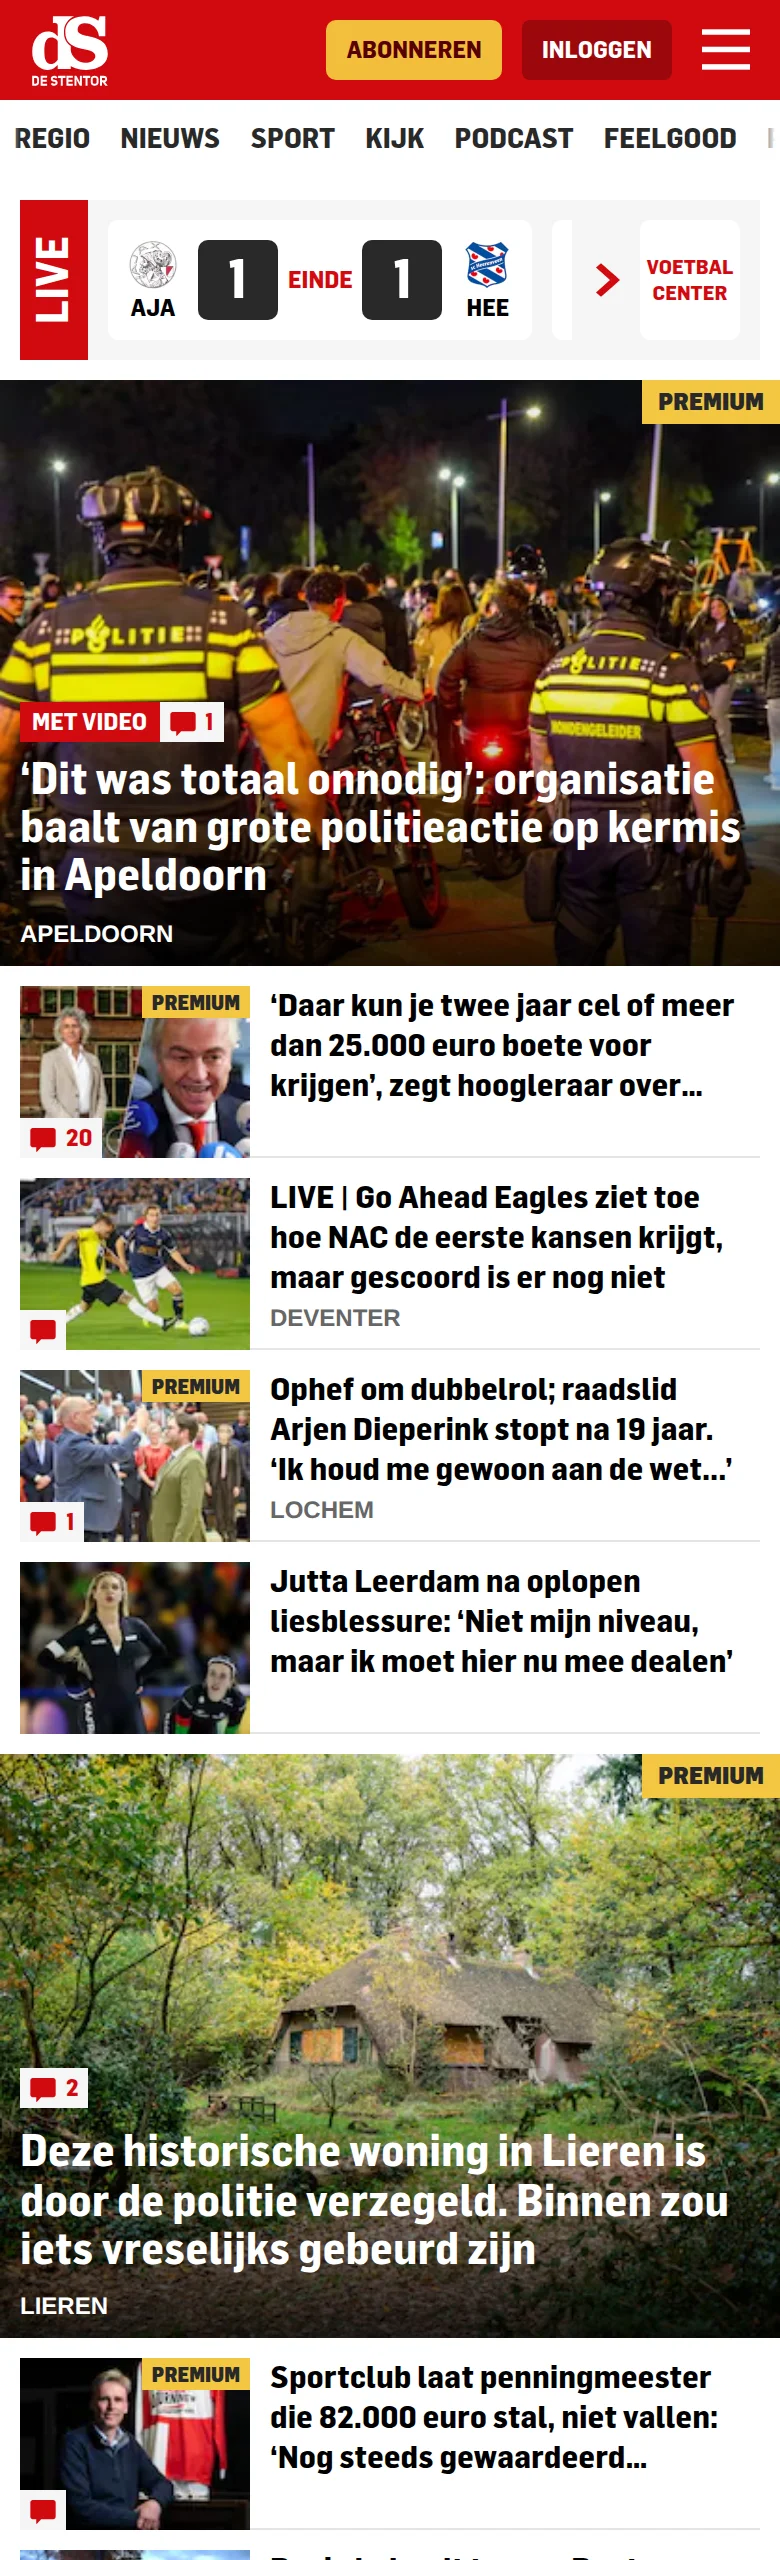 dS
DE STENTOR
ABONNEREN
INLOGGEN
REGIO NIEUWS SPORT KIJK PODCAST FEELGOOD
LIVE
AJA
1
EINDE
1
HEE
VOETBAL
CENTER
PREMIUM
POLITIE
POLITIE
HONDENGELEIDER
MET VIDEO
1
‘Dit was totaal onnodig’: organisatie
baalt van grote politieactie op kermis
in Apeldoorn
APELDOORN
PREMIUM
20
‘Daar kun je twee jaar cel of meer
dan 25.000 euro boete voor
krijgen’, zegt hoogleraar over...
LIVE | Go Ahead Eagles ziet toe
hoe NAC de eerste kansen krijgt,
maar gescoord is er nog niet
DEVENTER
PREMIUM
1
Ophef om dubbelrol; raadslid
Arjen Dieperink stopt na 19 jaar.
‘Ik houd me gewoon aan de wet...’
LOCHEM
Jutta Leerdam na oplopen
liesblessure: ‘Niet mijn niveau,
maar ik moet hier nu mee dealen’
PREMIUM
2
Deze historische woning in Lieren is
door de politie verzegeld. Binnen zou
iets vreselijks gebeurd zijn
LIEREN
PREMIUM
Sportclub laat penningmeester
die 82.000 euro stal, niet vallen:
‘Nog steeds gewaardeerd...